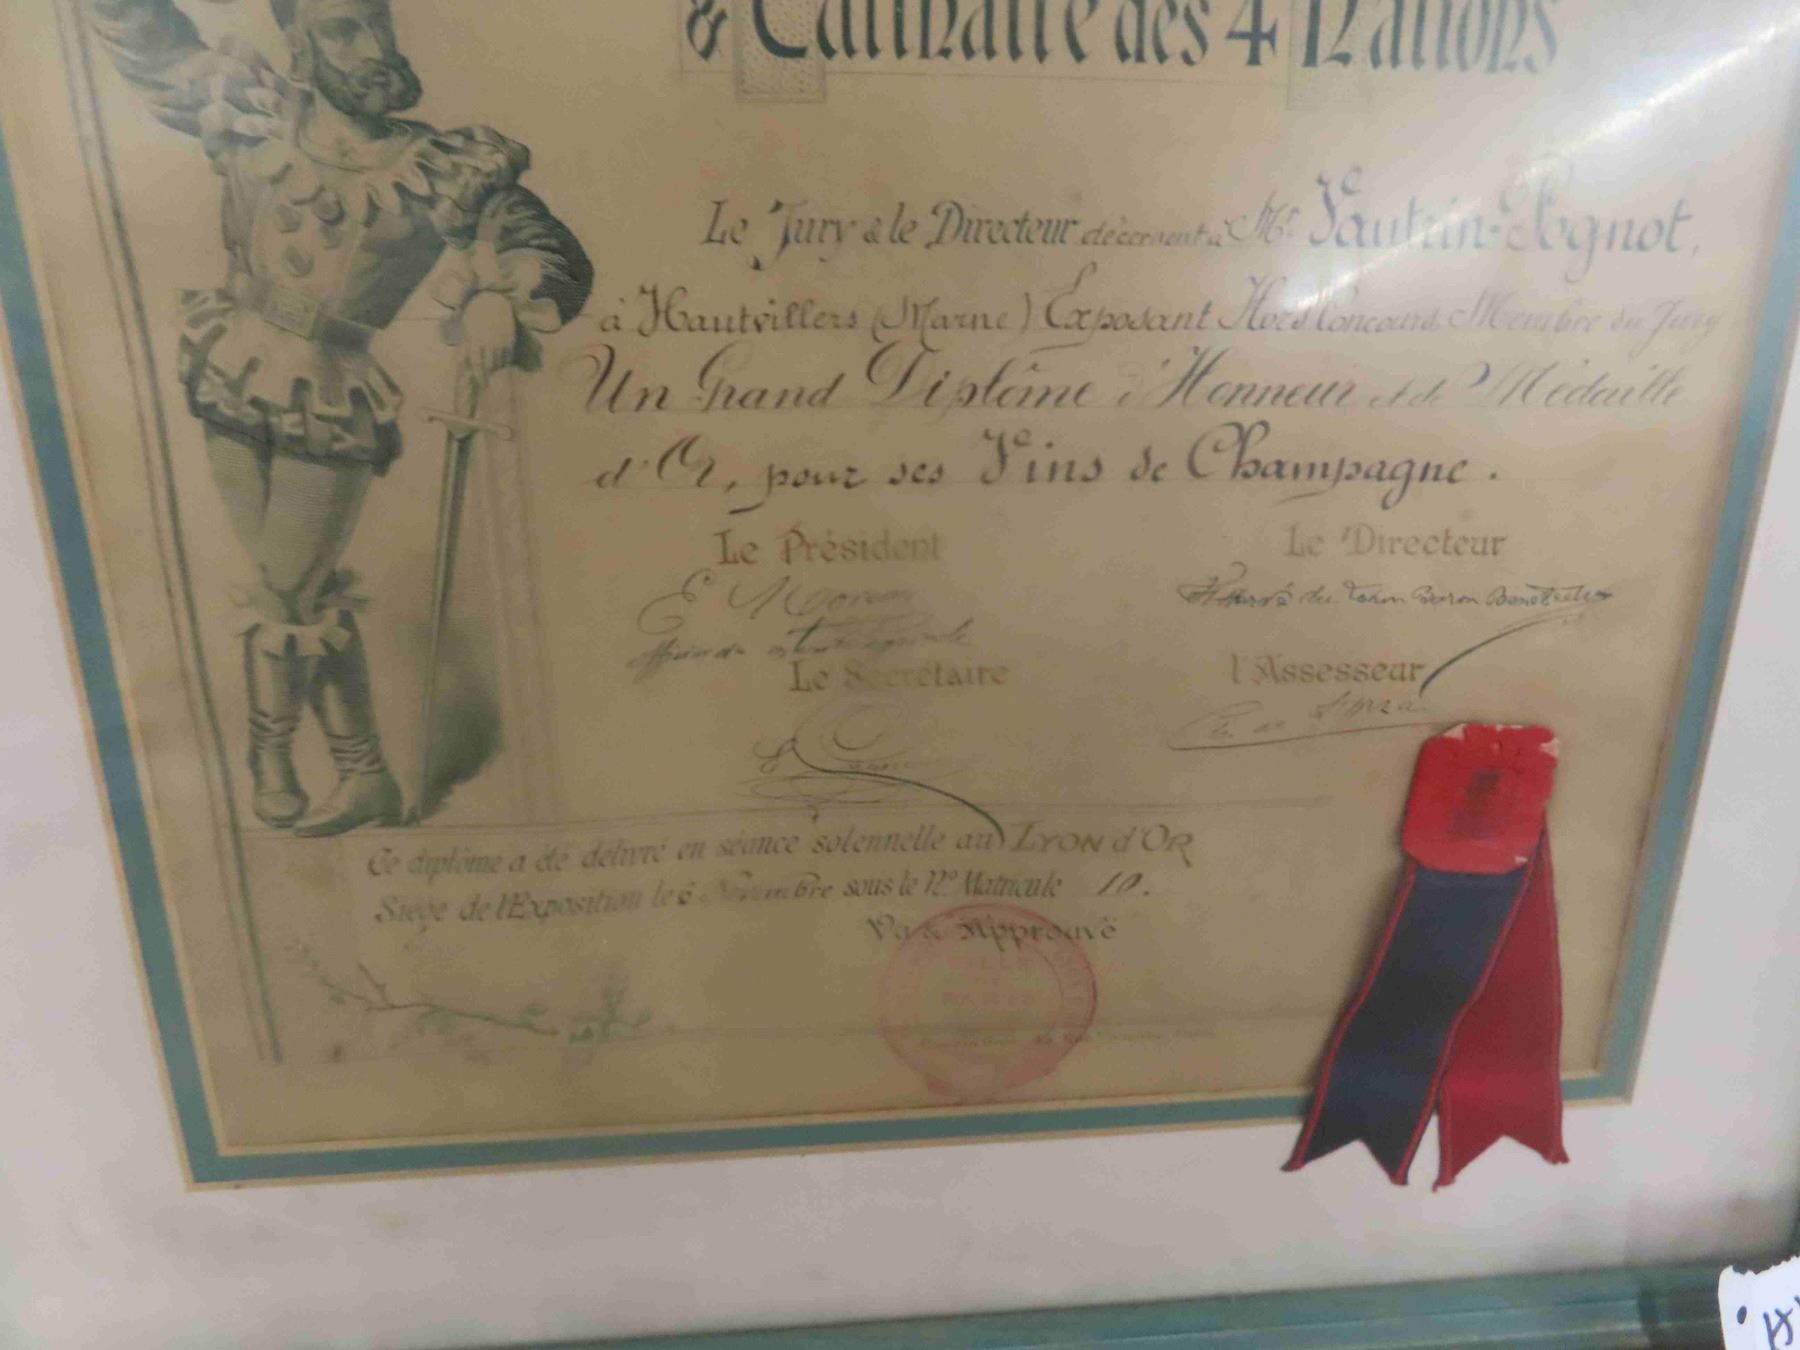 & Culinaire des 4 Nations
Le Jury & le Directeur décernent à Mr Vautrin-Pognot,
à Hautvillers (Marne) Exposant Hors Concours Membre du Jury
Un Grand Diplôme d'Honneur et de Médaille
d'Or, pour ses Vins de Champagne.
Le Président
Le Directeur
E Moreau
Le Secrétaire
l'Assesseur
Ce diplôme a été délivré en séance solennelle au LYON d'OR
Siège de l'Exposition le 6 Novembre sous le No Matricule 10.
Vu & Approuvé